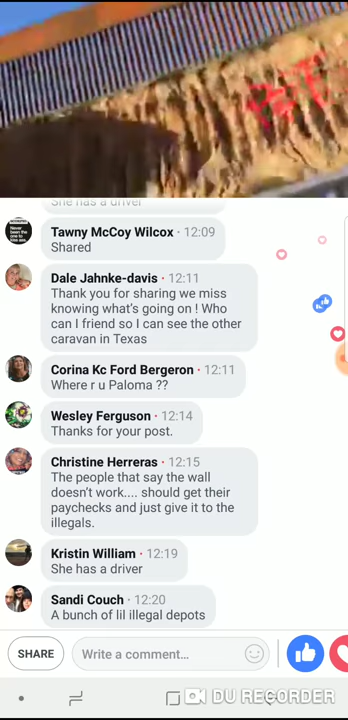 She has a driver
Tawny McCoy Wilcox · 12:09
Shared
Dale Jahnke-davis · 12:11
Thank you for sharing we miss
knowing what's going on ! Who
can I friend so I can see the other
caravan in Texas
Corina Kc Ford Bergeron · 12:11
Where r u Paloma ??
Wesley Ferguson · 12:14
Thanks for your post.
Christine Herreras · 12:15
The people that say the wall
doesn't work.... should get their
paychecks and just give it to the
illegals.
Kristin William · 12:19
She has a driver
Sandi Couch · 12:20
A bunch of lil illegal depots
SHARE
Write a comment...
DU RECORDER